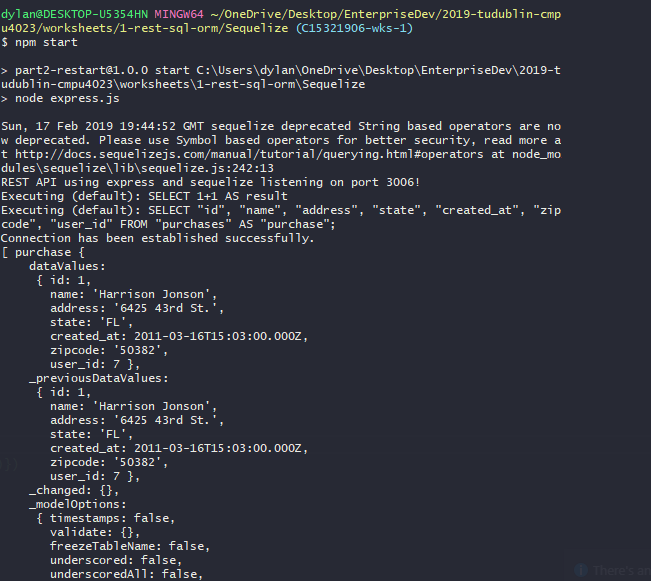 dylan@DESKTOP-U5354HN MINGW64 ~/OneDrive/Desktop/EnterpriseDev/2019-tudublin-cmp
u4023/worksheets/1-rest-sql-orm/Sequelize (C15321906-wks-1)
$ npm start

> part2-restart@1.0.0 start C:\Users\dylan\OneDrive\Desktop\EnterpriseDev\2019-t
udublin-cmpu4023\worksheets\1-rest-sql-orm\Sequelize
> node express.js

Sun, 17 Feb 2019 19:44:52 GMT sequelize deprecated String based operators are no
w deprecated. Please use Symbol based operators for better security, read more a
t http://docs.sequelizejs.com/manual/tutorial/querying.html#operators at node_mo
dules\sequelize\lib\sequelize.js:242:13
REST API using express and sequelize listening on port 3006!
Executing (default): SELECT 1+1 AS result
Executing (default): SELECT "id", "name", "address", "state", "created_at", "zip
code", "user_id" FROM "purchases" AS "purchase";
Connection has been established successfully.
[ purchase {
    dataValues:
     { id: 1,
       name: 'Harrison Jonson',
       address: '6425 43rd St.',
       state: 'FL',
       created_at: 2011-03-16T15:03:00.000Z,
       zipcode: '50382',
       user_id: 7 },
    _previousDataValues:
     { id: 1,
       name: 'Harrison Jonson',
       address: '6425 43rd St.',
       state: 'FL',
       created_at: 2011-03-16T15:03:00.000Z,
       zipcode: '50382',
       user_id: 7 },
    _changed: {},
    _modelOptions:
     { timestamps: false,
       validate: {},
       freezeTableName: false,
       underscored: false,
       underscoredAll: false,
There's